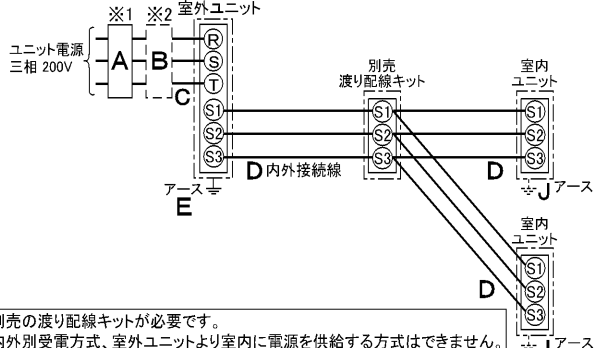 ※1 ※2 室外ユニット
ユニット電源
三相 200V
A B C
R
S
T
S1
S2
S3
D 内外接続線
アース
E
別売
渡り配線キット
S1
S2
S3
室内
ユニット
S1
S2
S3
D
J アース
室内
ユニット
S1
S2
S3
D
アース
別売の渡り配線キットが必要です。
内外別受電方式、室外ユニットより室内に電源を供給する方式はできません。